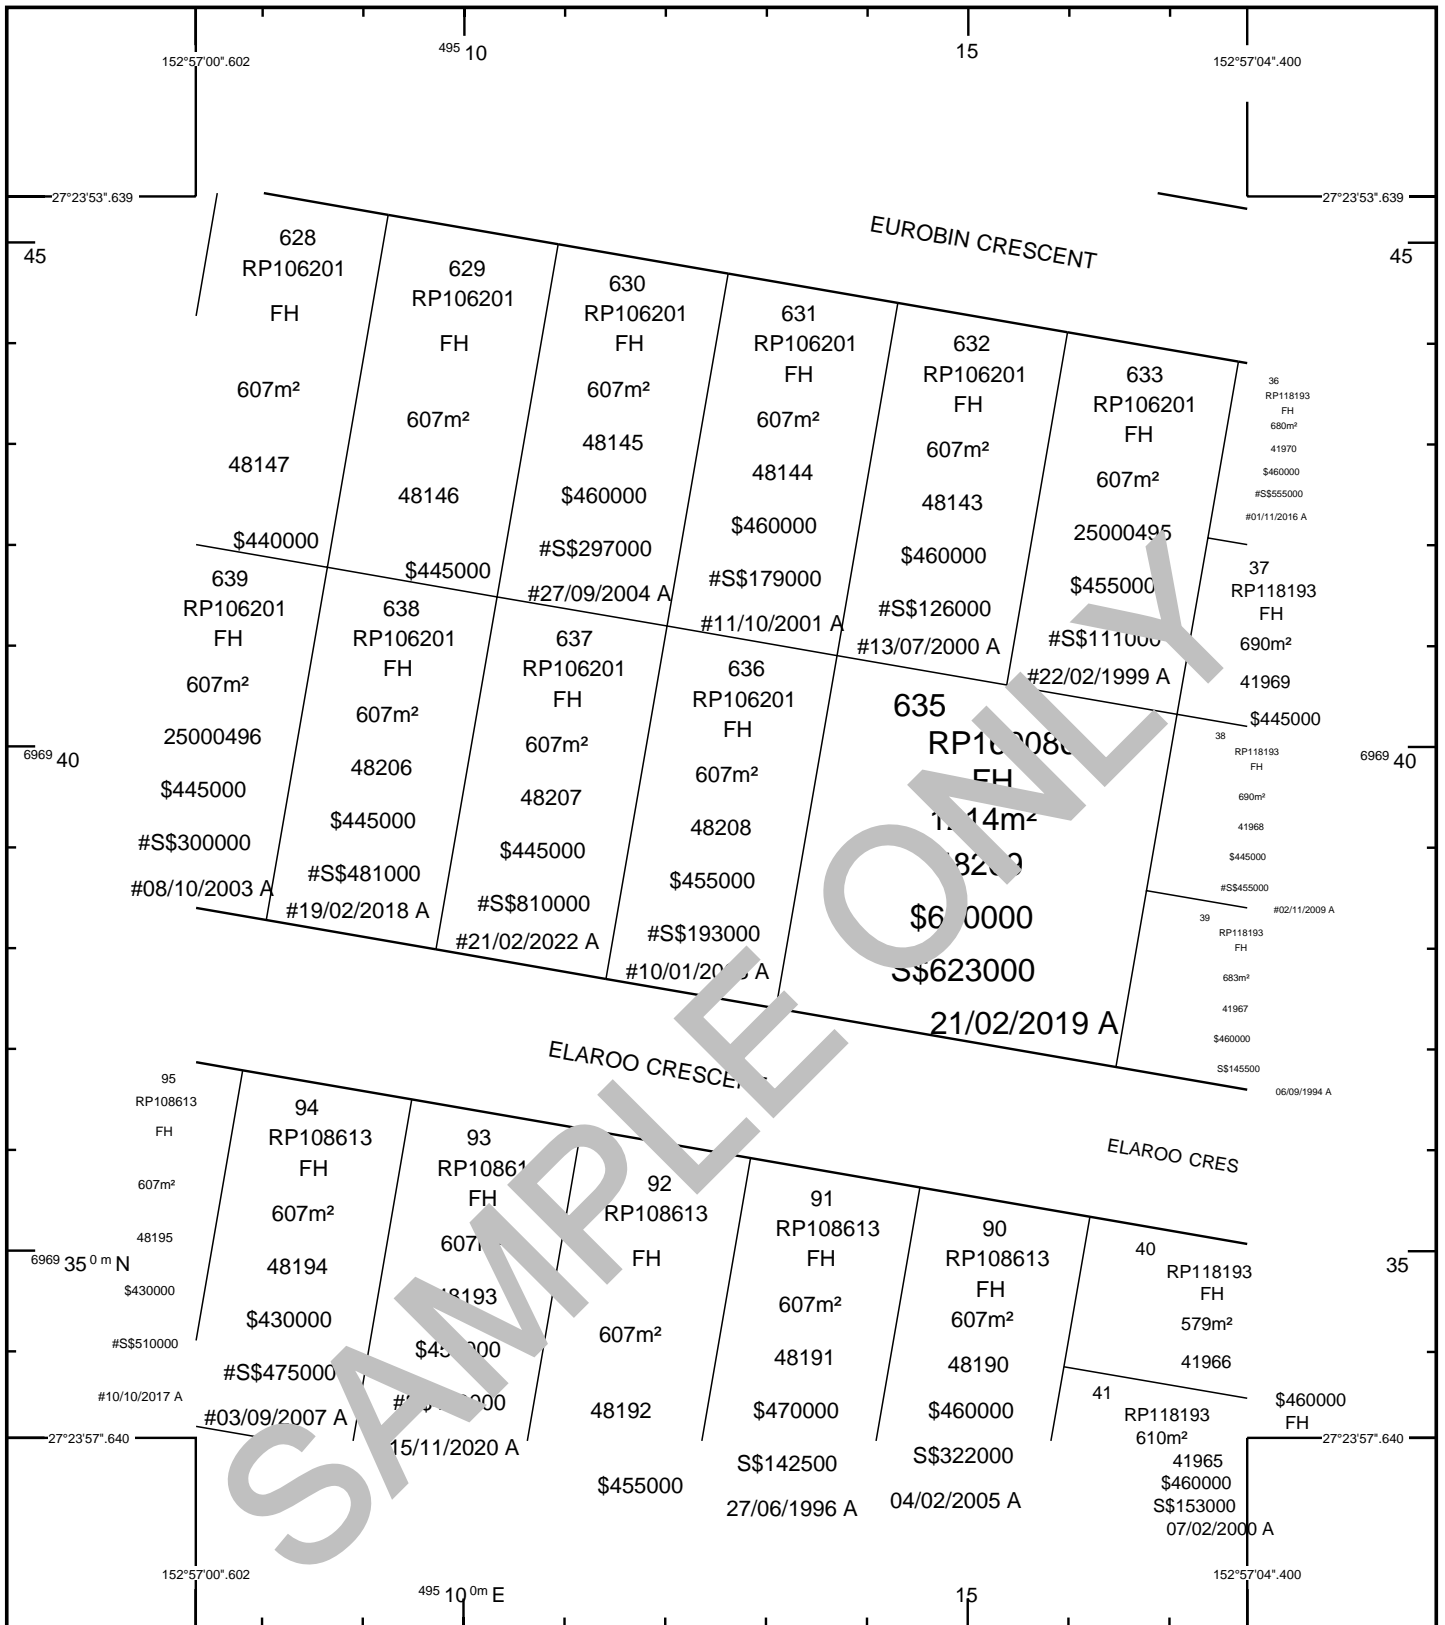 495 10
15
152°57'00".602
152°57'04".400
27°23'53".639
27°23'53".639
EUROBIN CRESCENT
45
45
628
RP106201
FH
607m²
48147
$440000
629
RP106201
FH
607m²
48146
$445000
630
RP106201
FH
607m²
48145
$460000
#S$297000
#27/09/2004 A
631
RP106201
FH
607m²
48144
$460000
#S$179000
#11/10/2001 A
632
RP106201
FH
607m²
48143
$460000
#S$126000
#13/07/2000 A
633
RP106201
FH
607m²
25000495
$455000
#S$111000
#22/02/1999 A
36
RP118193
FH
680m²
41970
$460000
#S$555000
#01/11/2016 A
37
RP118193
FH
690m²
41969
$445000
639
RP106201
FH
607m²
25000496
$445000
#S$300000
#08/10/2003 A
638
RP106201
FH
607m²
48206
$445000
#S$481000
#19/02/2018 A
637
RP106201
FH
607m²
48207
$445000
#S$810000
#21/02/2022 A
636
RP106201
FH
607m²
48208
$455000
#S$193000
635
FH
S$623000
21/02/2019 A
38
RP118193
FH
690m²
41968
$445000
#S$455000
#02/11/2009 A
39
RP118193
FH
683m²
41967
$460000
S$145500
06/09/1994 A
6969 40
6969 40
ELAROO CRESCENT
ELAROO CRES
95
RP108613
FH
607m²
48195
$430000
#S$510000
#10/10/2017 A
94
RP108613
FH
607m²
48194
$430000
#S$475000
#03/09/2007 A
93
FH
15/11/2020 A
92
RP108613
FH
607m²
48192
$455000
91
RP108613
FH
607m²
48191
$470000
S$142500
27/06/1996 A
90
RP108613
FH
607m²
48190
$460000
S$322000
04/02/2005 A
40
RP118193
FH
579m²
41966
$460000
FH
41
RP118193
610m²
41965
$460000
S$153000
07/02/2000 A
6969 35 0 m N
35
27°23'57".640
27°23'57".640
152°57'00".602
152°57'04".400
495 10 0m E
15
SAMPLE ONLY